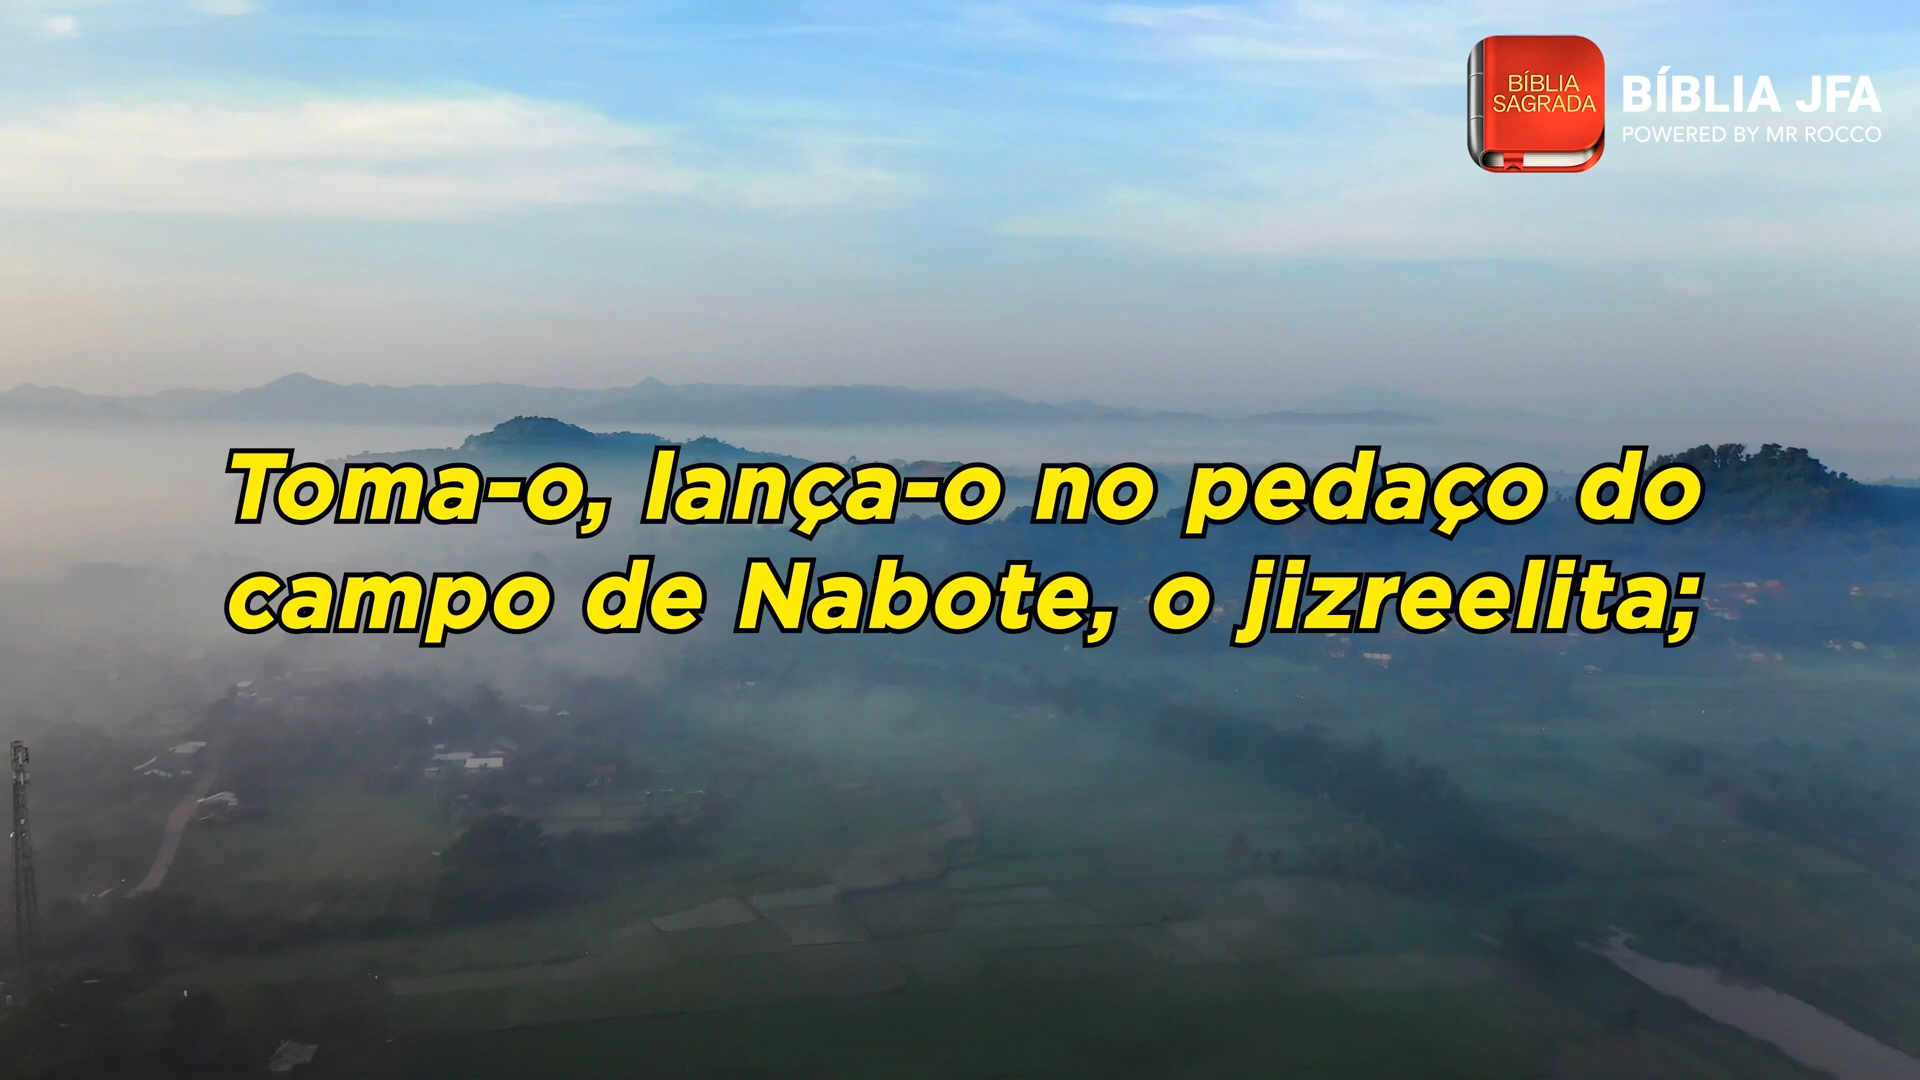 BÍBLIA
SAGRADA
BÍBLIA JFA
POWERED BY MR ROCCO
Toma-o, lança-o no pedaço do
campo de Nabote, o jizreelita;